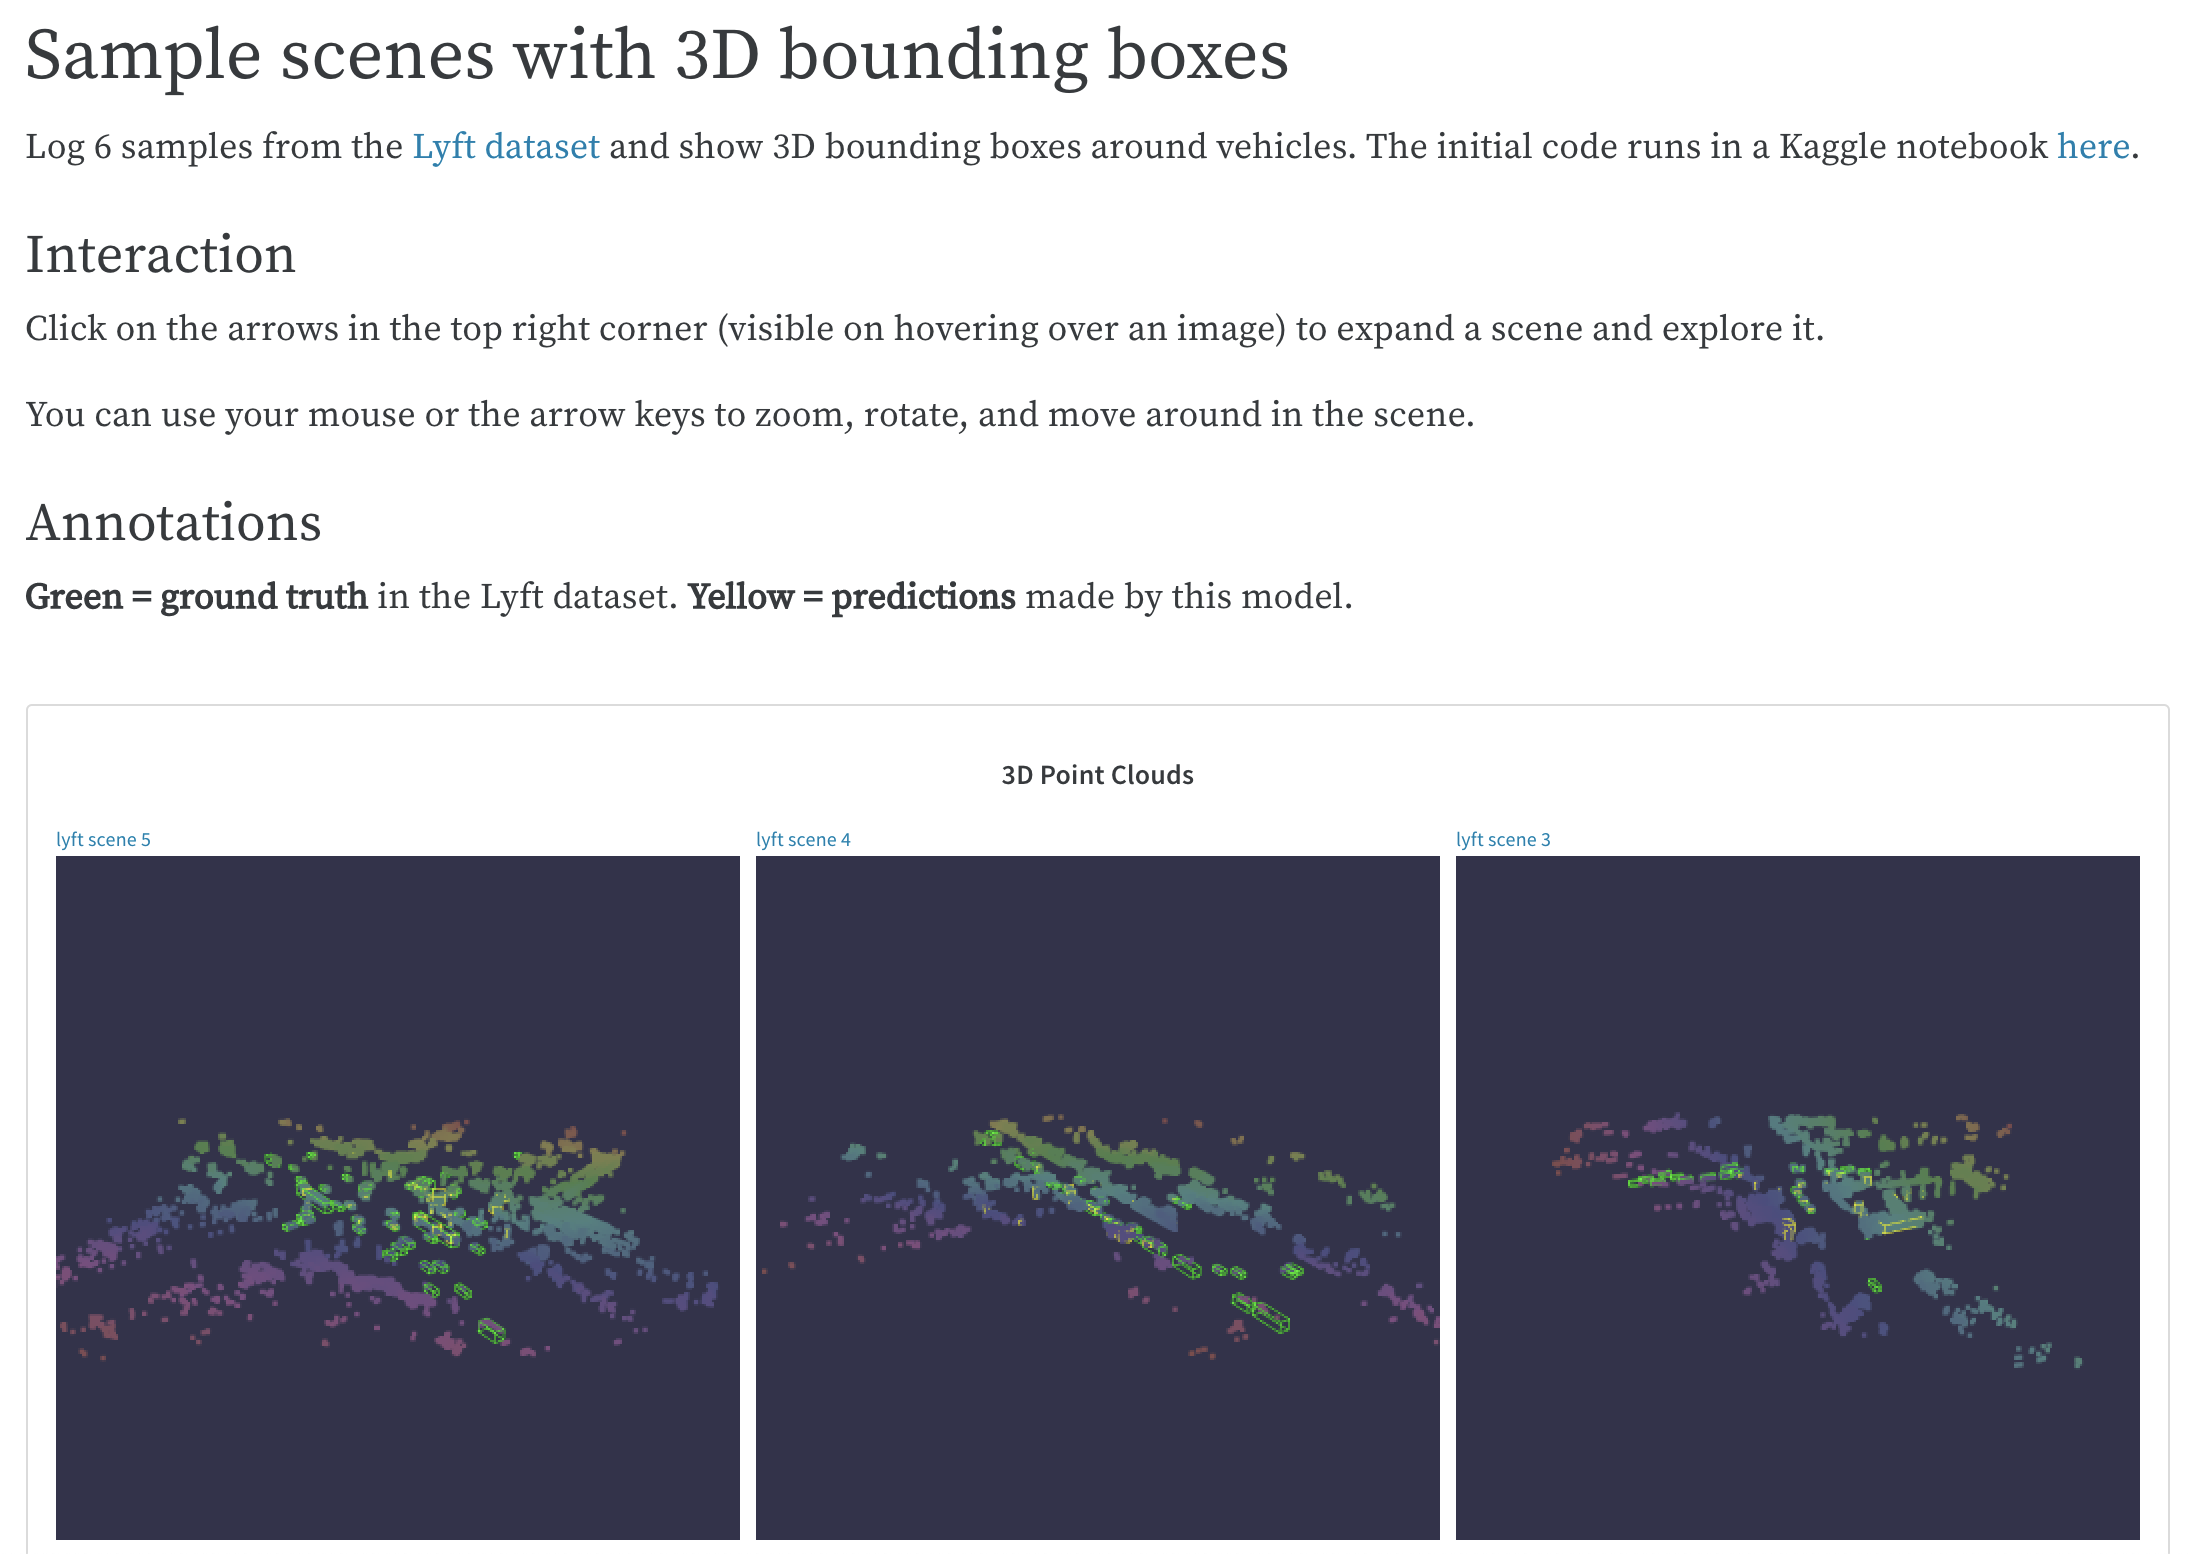 Sample scenes with 3D bounding boxes
Log 6 samples from the Lyft dataset and show 3D bounding boxes around vehicles. The initial code runs in a Kaggle notebook here.
Interaction
Click on the arrows in the top right corner (visible on hovering over an image) to expand a scene and explore it.
You can use your mouse or the arrow keys to zoom, rotate, and move around in the scene.
Annotations
Green = ground truth in the Lyft dataset. Yellow = predictions made by this model.
3D Point Clouds
lyft scene 5
lyft scene 4
lyft scene 3